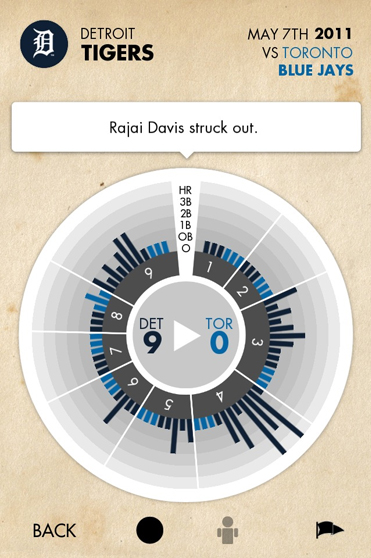 DETROIT
TIGERS
MAY 7TH 2011
VS TORONTO
BLUE JAYS
Rajai Davis struck out.
HR
3B
2B
1B
OB
O
1
2
3
4
5
6
7
8
9
DET
9
TOR
0
BACK